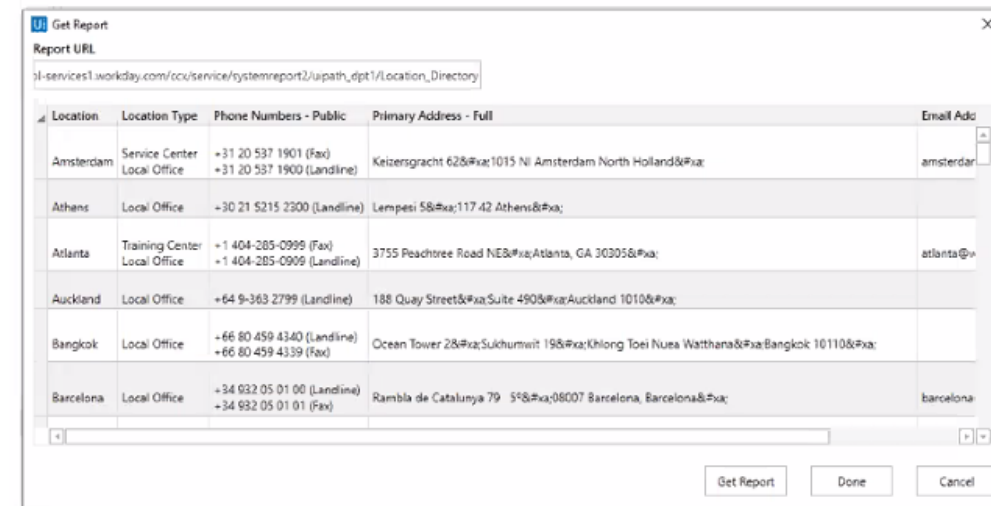 Ui Get Report
Report URL
ol-services1.workday.com/ccx/service/systemreport2/uipath_dpt1/Location_Directory
Location Location Type Phone Numbers - Public Primary Address - Full Email Add
Amsterdam Service Center +31 20 537 1901 (Fax) Keizersgracht 62&#xa;1015 NI Amsterdam North Holland&#xa; amsterdar
Local Office +31 20 537 1900 (Landline)
Athens Local Office +30 21 5215 2300 (Landline) Lempesi 5&#xa;117 42 Athens&#xa;
Atlanta Training Center +1 404-285-0999 (Fax) 3755 Peachtree Road NE&#xa;Atlanta, GA 30305&#xa; atlanta@w
Local Office +1 404-285-0909 (Landline)
Auckland Local Office +64 9-363 2799 (Landline) 188 Quay Street&#xa;Suite 490&#xa;Auckland 1010&#xa;
Bangkok Local Office +66 80 459 4340 (Landline) Ocean Tower 2&#xa;Sukhumwit 19&#xa;Khlong Toei Nuea Watthana&#xa;Bangkok 10110&#xa;
+66 80 459 4339 (Fax)
Barcelona Local Office +34 932 05 01 00 (Landline) Rambla de Catalunya 79 5º&#xa;08007 Barcelona, Barcelona&#xa; barcelona
+34 932 05 01 01 (Fax)
Get Report Done Cancel